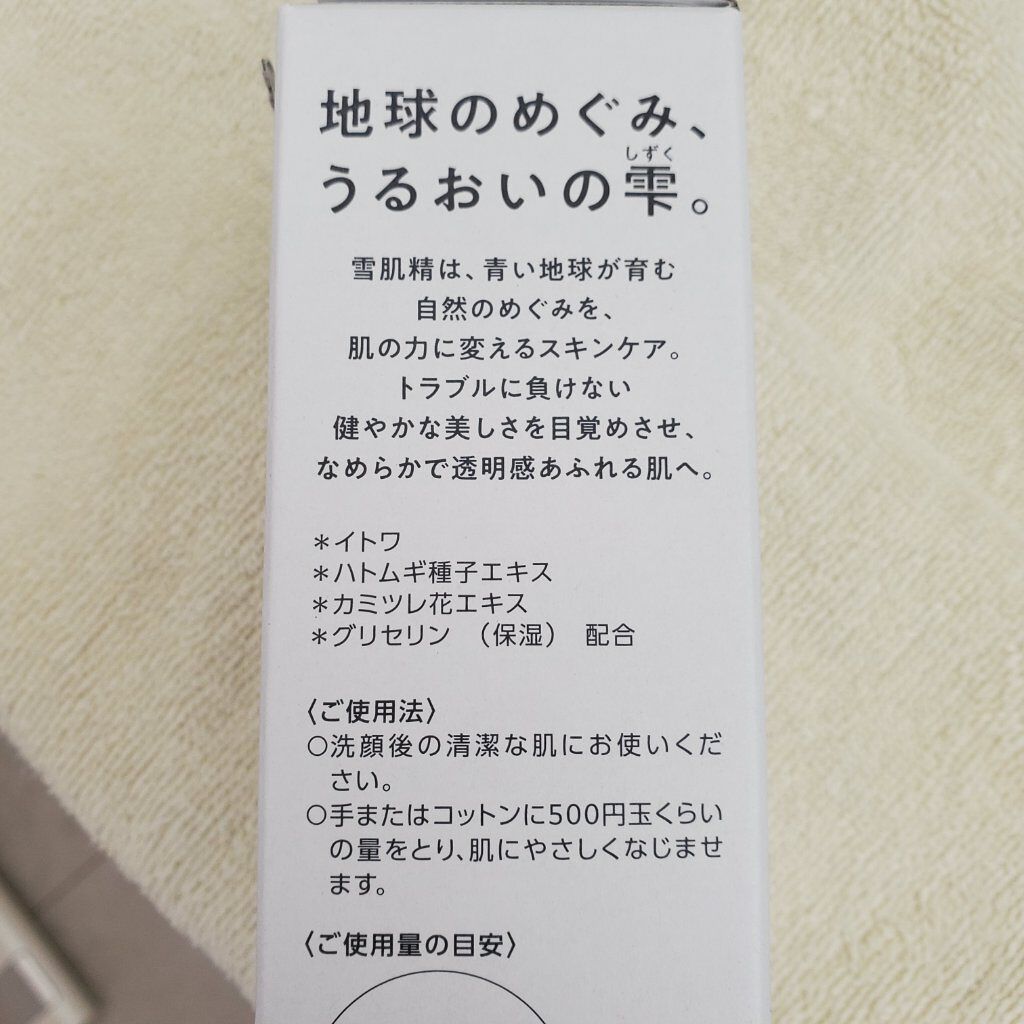 地球のめぐみ、
しずく
うるおいの雫。
雪肌精は、青い地球が育む
自然のめぐみを、
肌の力に変えるスキンケア。
トラブルに負けない
健やかな美しさを目覚めさせ、
なめらかで透明感あふれる肌へ。
＊イトワ
＊ハトムギ種子エキス
＊カミツレ花エキス
＊グリセリン （保湿） 配合
〈ご使用法〉
○洗顔後の清潔な肌にお使いくだ
さい。
○手またはコットンに500円玉くらい
の量をとり、肌にやさしくなじませ
ます。
〈ご使用量の目安〉